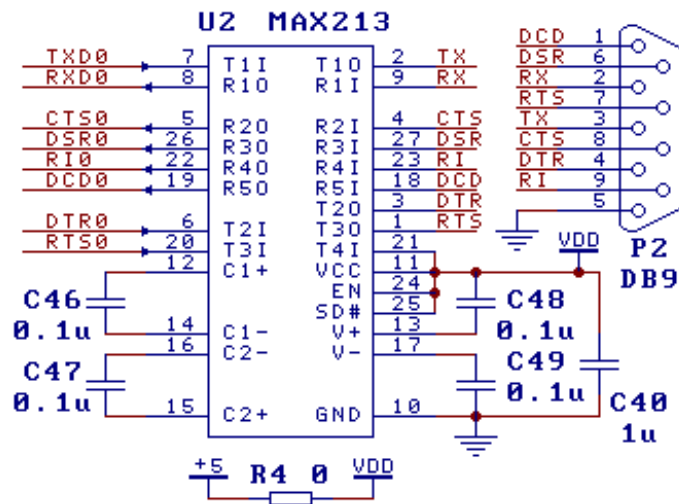 U2 MAX213
DCD 1
TXD0 7 T1I T1O 2 TX DSR 6
RXD0 8 R1O R1I 9 RX RX 2
RTS 7
CTS0 5 R2O R2I 4 CTS TX 3
DSR0 26 R3O R3I 27 DSR CTS 8
RI0 22 R4O R4I 23 RI DTR 4
DCD0 19 R5O R5I 18 DCD RI 9
T2O 3 DTR 5
DTR0 6 T2I T3O 1 RTS
RTS0 20 T3I T4I 21 VDD P2
12 C1+ VCC 11 DB9
EN 24
C46 SD# 25 C48
0.1u 14 C1- V+ 13 0.1u
16 C2- V- 17
C47 C49
0.1u 0.1u
15 C2+ GND 10 C40
1u
+5 R4 0 VDD